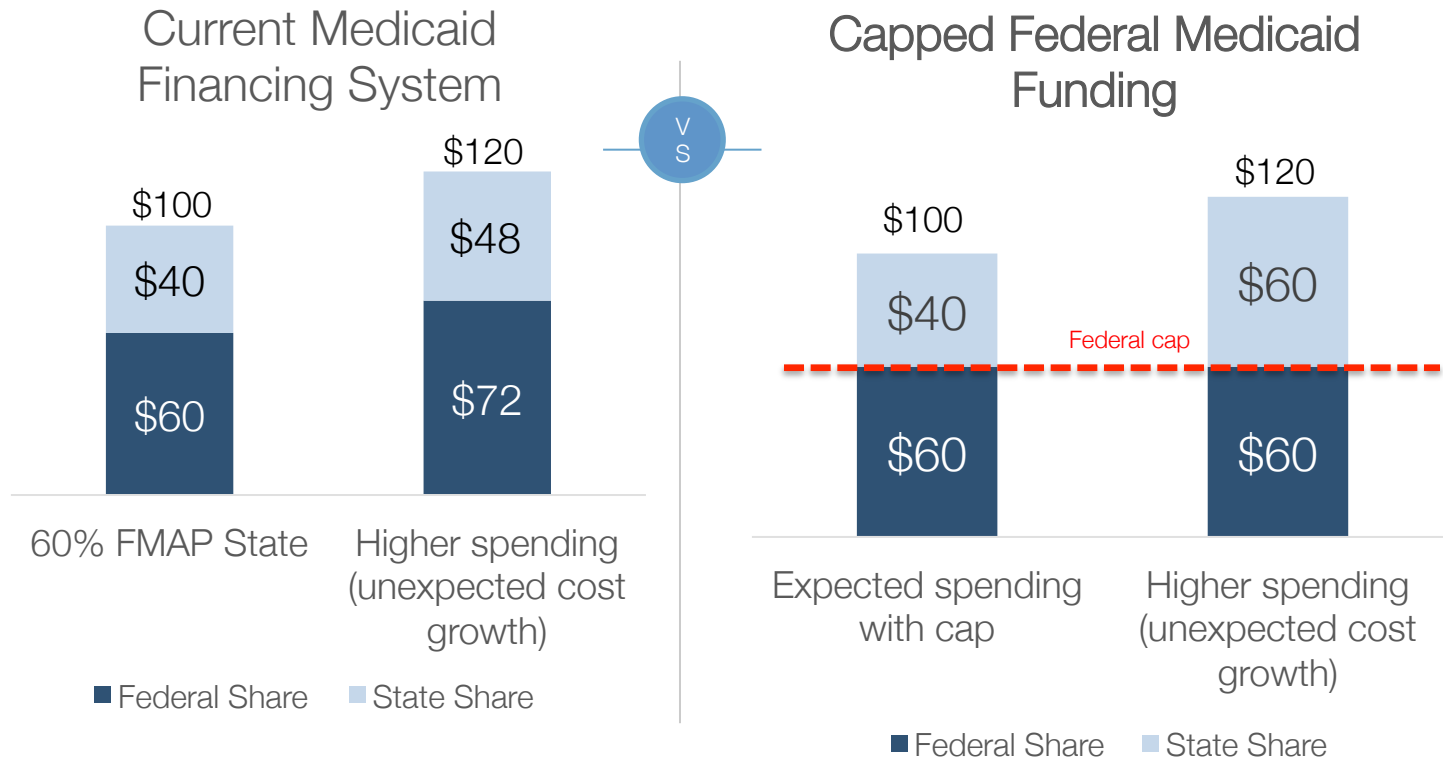 Current Medicaid
Financing System
$120
$100
$48
$40
$72
$60
60% FMAP State
Higher spending
(unexpected cost
growth)
Federal Share
State Share
V
S
Capped Federal Medicaid
Funding
$120
$100
$60
$40
Federal cap
$60
$60
Expected spending
with cap
Higher spending
(unexpected cost
growth)
Federal Share
State Share